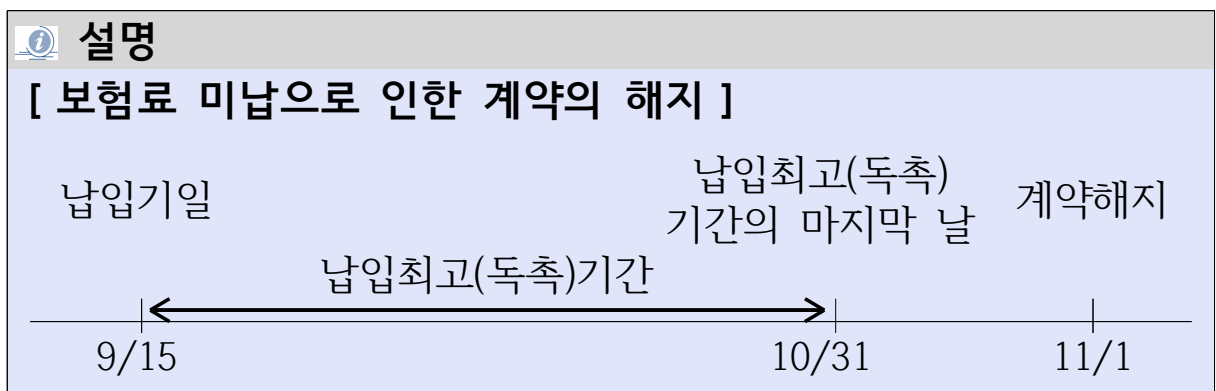 설명
[ 보험료 미납으로 인한 계약의 해지 ]
납입기일
납입최고(독촉)
기간의 마지막 날
계약해지
납입최고(독촉)기간
9/15
10/31
11/1